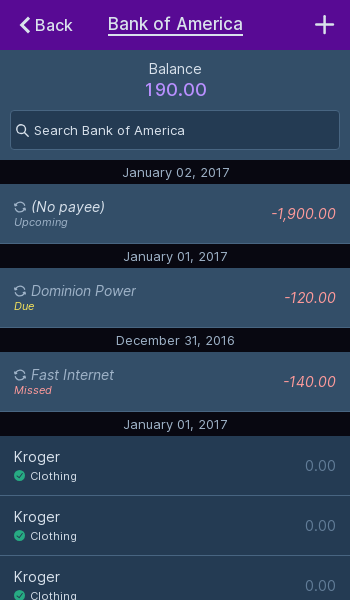 Back
Bank of America
Balance
190.00
Search Bank of America
January 02, 2017
(No payee)
-1,900.00
Upcoming
January 01, 2017
Dominion Power
-120.00
Due
December 31, 2016
Fast Internet
-140.00
Missed
January 01, 2017
Kroger
0.00
Clothing
Kroger
0.00
Clothing
Kroger
0.00
Clothing